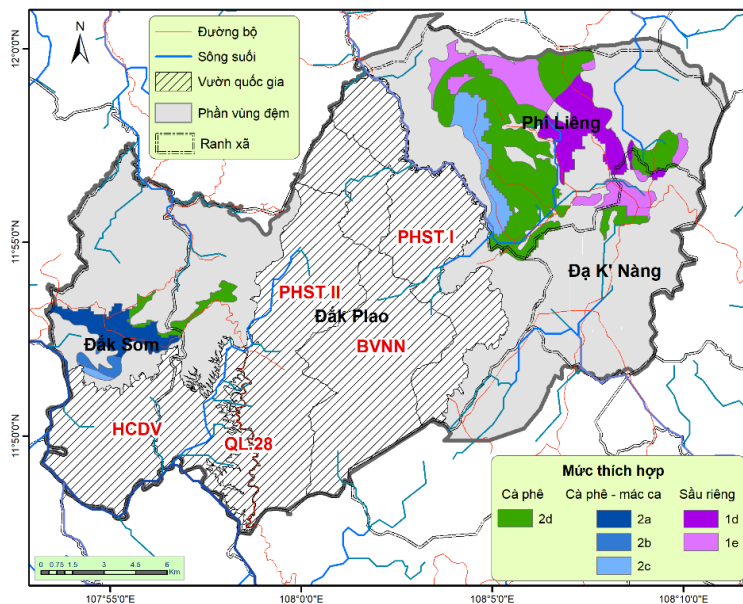 12°0'0"N
11°55'0"N
11°50'0"N
N
Đường bộ
Sông suối
Vườn quốc gia
Phần vùng đệm
Ranh xã
Phi Liêng
PHST I
Đạ K' Nàng
PHST II
Đắk Plao
BVNN
Đắk Som
HCDV
QL.28
Mức thích hợp
Cà phê Cà phê - mác ca Sầu riêng
2d 2a 1d
2b 1e
2c
0 0.75 1.5 3 4.5 6
Km
107°55'0"E 108°0'0"E 108°5'0"E 108°10'0"E